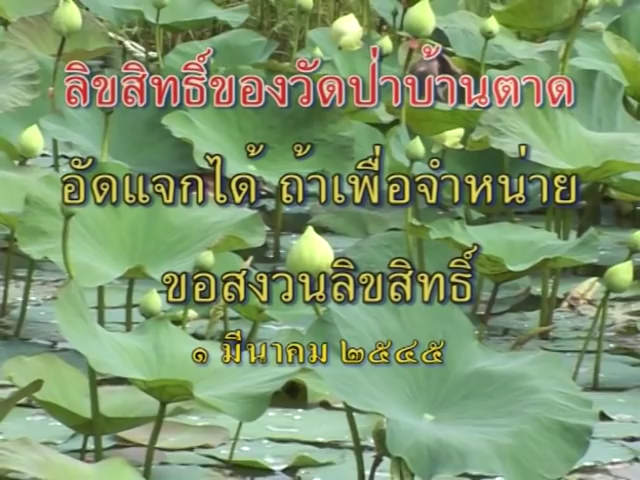 ลิขสิทธิ์ของวัดป่าบ้านตาด
อัดแจกได้ ถ้าเพื่อจำหน่าย
ขอสงวนลิขสิทธิ์
๑ มีนาคม ๒๕๔๕